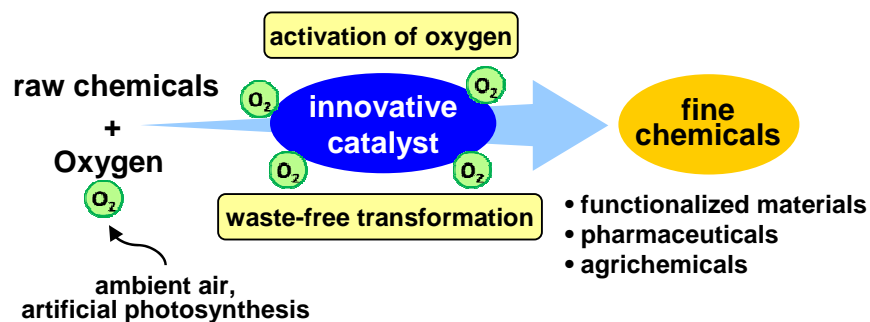 activation of oxygen
raw chemicals
+
Oxygen
O2
O2
O2
innovative
catalyst
O2
O2
fine
chemicals
waste-free transformation
• functionalized materials
• pharmaceuticals
• agrichemicals
ambient air,
artificial photosynthesis